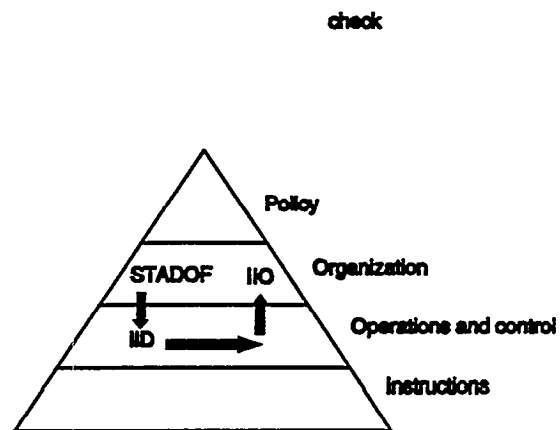 check
Policy
STADOF IIO Organization
IID Operations and control
instructions